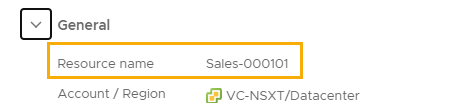 General
Resource name Sales-000101
Account / Region VC-NSXT/Datacenter